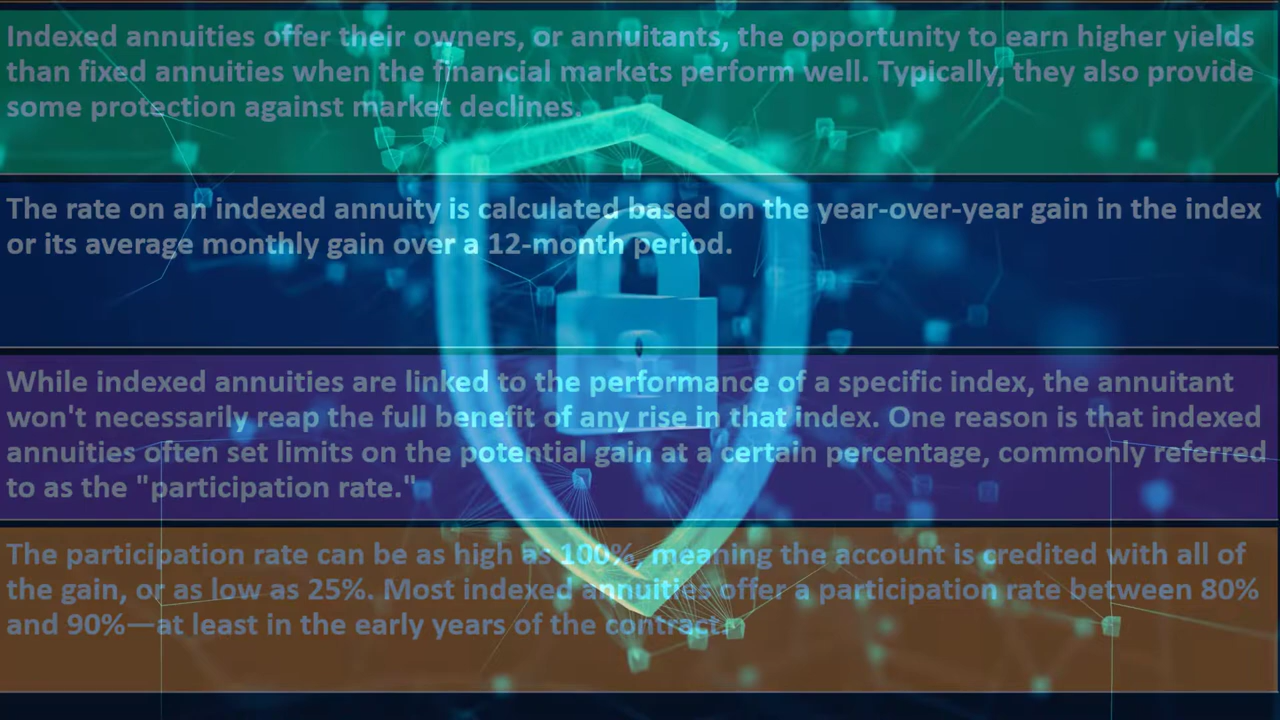 Indexed annuities offer their owners, or annuitants, the opportunity to earn higher yields
than fixed annuities when the financial markets perform well. Typically, they also provide
some protection against market declines.
The rate on an indexed annuity is calculated based on the year-over-year gain in the index
or its average monthly gain over a 12-month period.
While indexed annuities are linked to the performance of a specific index, the annuitant
won't necessarily reap the full benefit of any rise in that index. One reason is that indexed
annuities often set limits on the potential gain at a certain percentage, commonly referred
to as the "participation rate."
The participation rate can be as high as 100%, meaning the account is credited with all of
the gain, or as low as 25%. Most indexed annuities offer a participation rate between 80%
and 90%—at least in the early years of the contract.